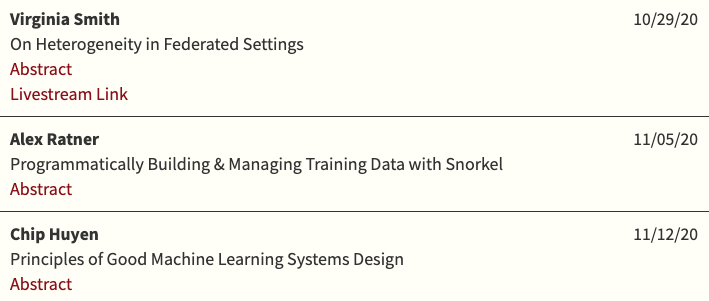 Virginia Smith 10/29/20
On Heterogeneity in Federated Settings
Abstract
Livestream Link
Alex Ratner 11/05/20
Programmatically Building & Managing Training Data with Snorkel
Abstract
Chip Huyen 11/12/20
Principles of Good Machine Learning Systems Design
Abstract